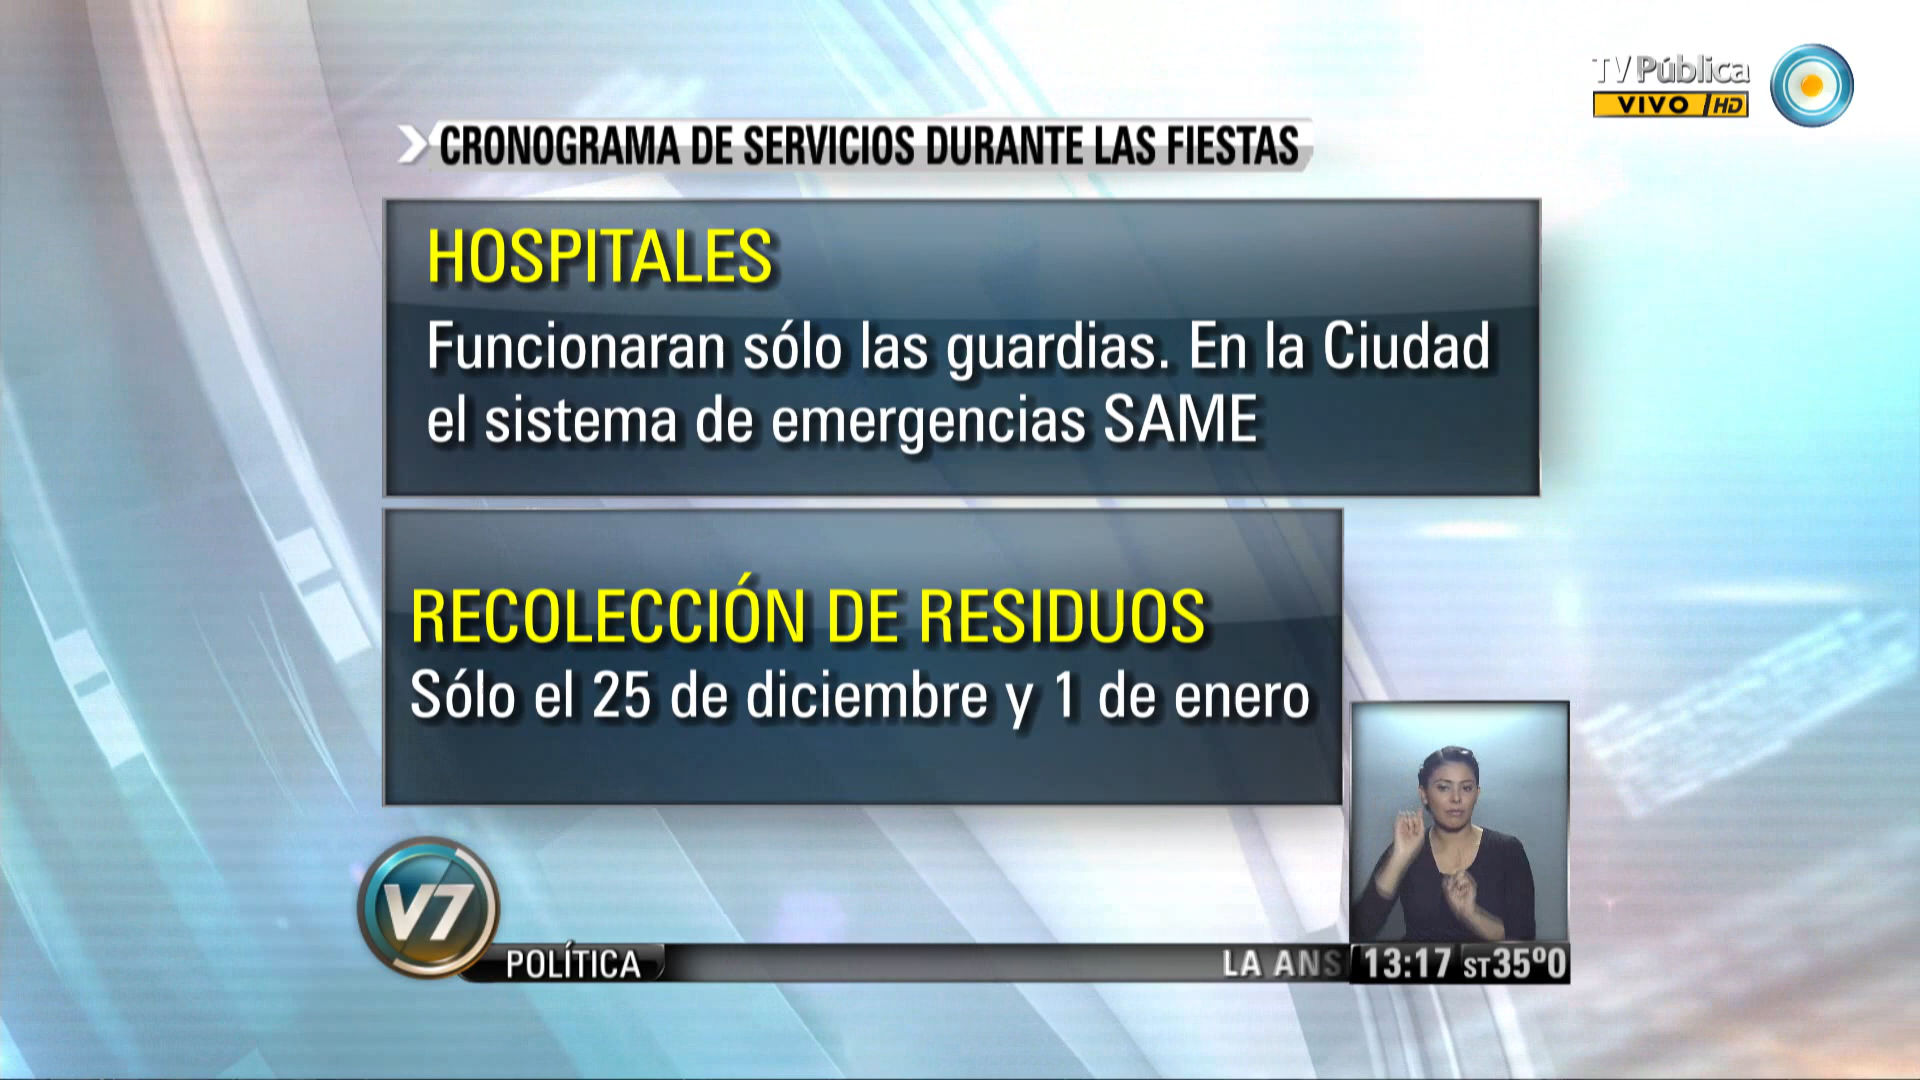 TV Pública
VIVO HD
CRONOGRAMA DE SERVICIOS DURANTE LAS FIESTAS
HOSPITALES
Funcionaran sólo las guardias. En la Ciudad
el sistema de emergencias SAME
RECOLECCIÓN DE RESIDUOS
Sólo el 25 de diciembre y 1 de enero
V7
POLÍTICA
LA ANS
13:17 ST 35º0